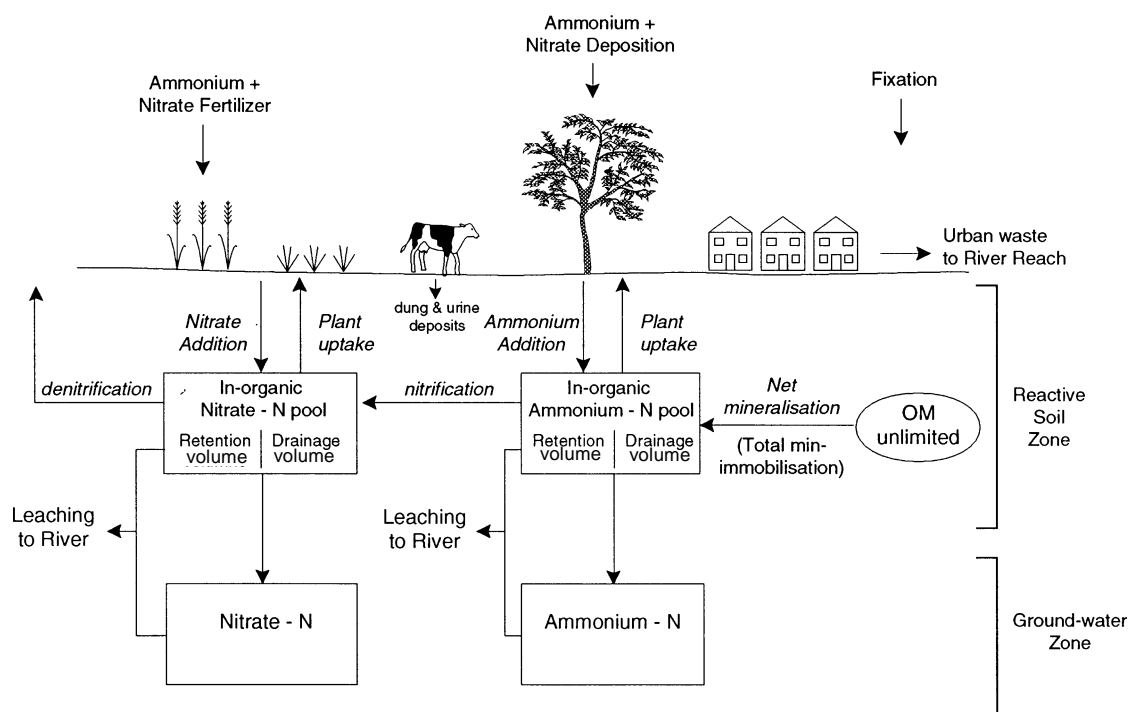 Ammonium +
Nitrate Deposition
Ammonium +
Nitrate Fertilizer
Fixation
Urban waste
to River Reach
dung & urine
deposits
Nitrate
Addition
Plant
uptake
Ammonium
Addition
Plant
uptake
denitrification
In-organic
Nitrate - N pool
Retention
volume
Drainage
volume
nitrification
In-organic
Ammonium - N pool
Retention
volume
Drainage
volume
Net
mineralisation
(Total min-
immobilisation)
OM
unlimited
Reactive
Soil
Zone
Leaching
to River
Leaching
to River
Nitrate - N
Ammonium - N
Ground-water
Zone